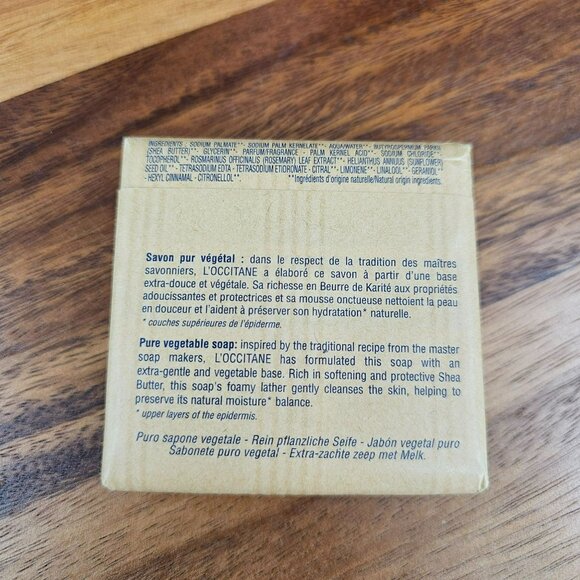 INGREDIENTS: SODIUM PALMATE**- SODIUM PALM KERNELATE**- AQUA/WATER**- BUTYROSPERMUM PARKII
(SHEA BUTTER)**- GLYCERIN**- PARFUM/FRAGRANCE - PALM KERNEL ACID**- SODIUM CHLORIDE**-
TOCOPHEROL**- ROSMARINUS OFFICINALIS (ROSEMARY) LEAF EXTRACT**- HELIANTHUS ANNUUS (SUNFLOWER)
SEED OIL**- TETRASODIUM EDTA - TETRASODIUM ETIDRONATE - CITRAL**- LIMONENE**- LINALOOL**- GERANIOL**
- HEXYL CINNAMAL - CITRONELLOL**. **Ingrédients d'origine naturelle/Natural origin ingredients.
Savon pur végétal : dans le respect de la tradition des maîtres
savonniers, L'OCCITANE a élaboré ce savon à partir d'une base
extra-douce et végétale. Sa richesse en Beurre de Karité aux propriétés
adoucissantes et protectrices et sa mousse onctueuse nettoient la peau
en douceur et l'aident à préserver son hydratation* naturelle.
* couches supérieures de l'épiderme.
Pure vegetable soap: inspired by the traditional recipe from the master
soap makers, L'OCCITANE has formulated this soap with an
extra-gentle and vegetable base. Rich in softening and protective Shea
Butter, this soap's foamy lather gently cleanses the skin, helping to
preserve its natural moisture* balance.
* upper layers of the epidermis.
Puro sapone vegetale - Rein pflanzliche Seife - Jabón vegetal puro
Sabonete puro vegetal - Extra-zachte zeep met Melk.